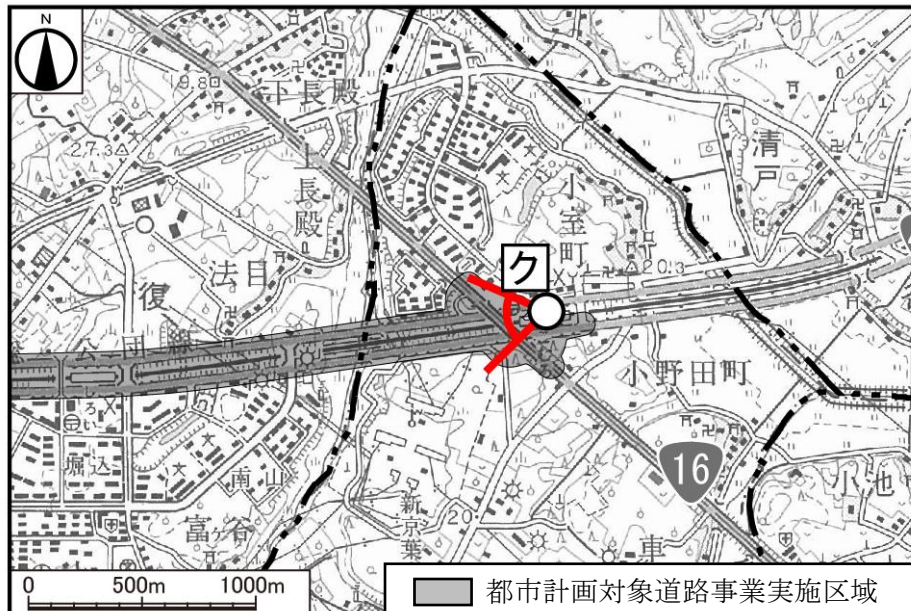 N
19.80
下長殿
27.3
上長殿
清戸
小室町
ク
20.3
法目
復
公団線
小野田町
堀込
南山
16
小池
富ヶ谷
新京葉
20
車
0 500m 1000m
都市計画対象道路事業実施区域